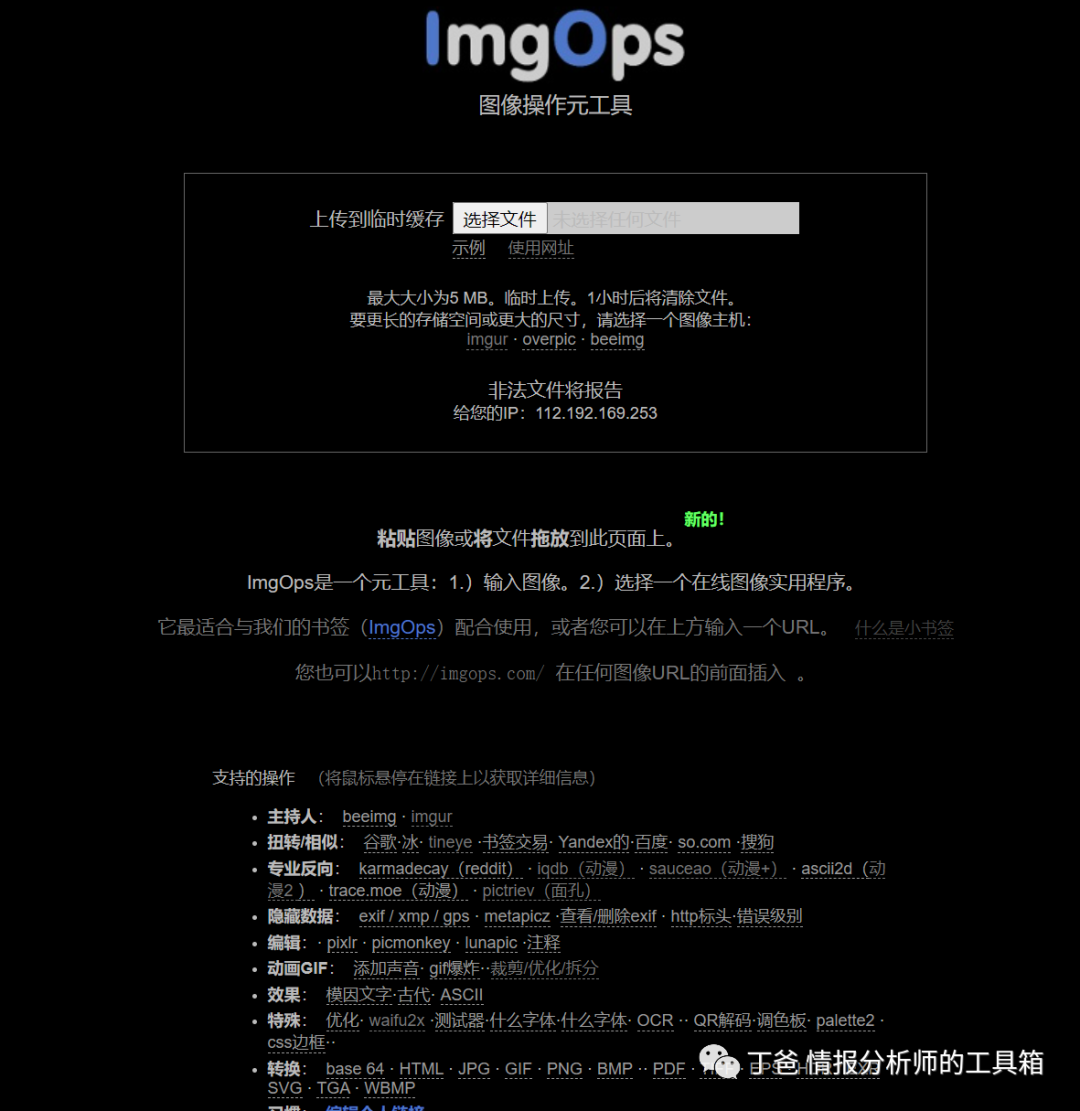 ImgOps
图像操作元工具
上传到临时缓存 选择文件 未选择任何文件
示例 使用网址
最大大小为5 MB。临时上传。1小时后将清除文件。
要更长的存储空间或更大的尺寸，请选择一个图像主机：
imgur · overpic · beeimg
非法文件将报告
给您的IP：112.192.169.253
新的！
粘贴图像或将文件拖放到此页面上。
ImgOps是一个元工具：1.）输入图像。2.）选择一个在线图像实用程序。
它最适合与我们的书签（ImgOps）配合使用，或者您可以在上方输入一个URL。 什么是小书签
您也可以http://imgops.com/ 在任何图像URL的前面插入 。
支持的操作 （将鼠标悬停在链接上以获取详细信息）
• 主持人： beeimg · imgur
• 扭转/相似： 谷歌·冰· tineye ·书签交易· Yandex的·百度· so.com ·搜狗
• 专业反向： karmadecay（reddit） · iqdb（动漫） · sauceao（动漫+） · ascii2d（动
漫2 ） · trace.moe（动漫） · pictriev（面孔）
• 隐藏数据： exif / xmp / gps · metapicz ·查看/删除exif · http标头·错误级别
• 编辑：· pixlr · picmonkey · lunapic ·注释
• 动画GIF： 添加声音· gif爆炸··裁剪/优化/拆分
• 效果： 模因文字·古代· ASCII
• 特殊： 优化· waifu2x ·测试器·什么字体·什么字体· OCR ·· QR解码·调色板· palette2 ·
css边框··
• 转换： base 64 · HTML · JPG · GIF · PNG · BMP ·· PDF ·
SVG · TGA · WBMP
丁爸 情报分析师的工具箱